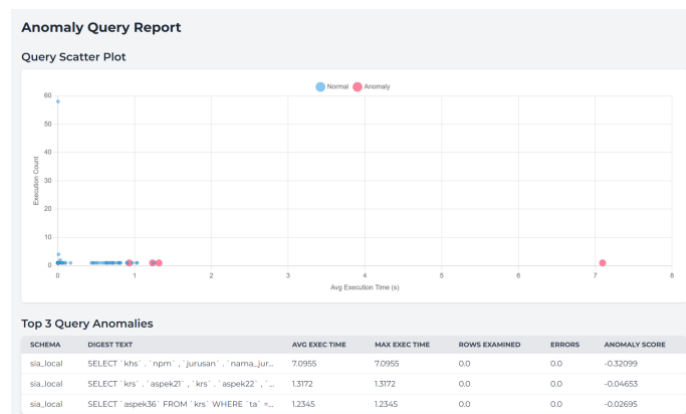 Anomaly Query Report
Query Scatter Plot
Normal Anomaly
60
50
40
30
20
10
0
Execution Count
0 1 2 3 4 5 6 7 8
Avg Execution Time (s)
Top 3 Query Anomalies
SCHEMA DIGEST TEXT AVG EXEC TIME MAX EXEC TIME ROWS EXAMINED ERRORS ANOMALY SCORE
sia_local SELECT `khs` . `npm` , `jurusan` . `nama_jur... 7.0955 7.0955 0.0 0.0 -0.32099
sia_local SELECT `krs` . `aspek21` , `krs` . `aspek22` , `... 1.3172 1.3172 0.0 0.0 -0.04653
sia_local SELECT `aspek36` FROM `krs` WHERE `ta` =... 1.2345 1.2345 0.0 0.0 -0.02695